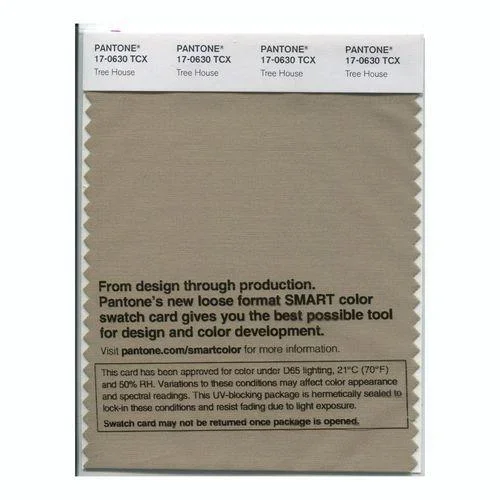 PANTONE® PANTONE® PANTONE® PANTONE®
17-0630 TCX 17-0630 TCX 17-0630 TCX 17-0630 TCX
Tree House Tree House Tree House Tree House
From design through production.
Pantone's new loose format SMART color
swatch card gives you the best possible tool
for design and color development.
Visit pantone.com/smartcolor for more information.
This card has been approved for color under D65 lighting, 21°C (70°F)
and 50% RH. Variations to these conditions may affect color appearance
and spectral readings. This UV-blocking package is hermetically sealed to
lock-in these conditions and resist fading due to light exposure.
Swatch card may not be returned once package is opened.